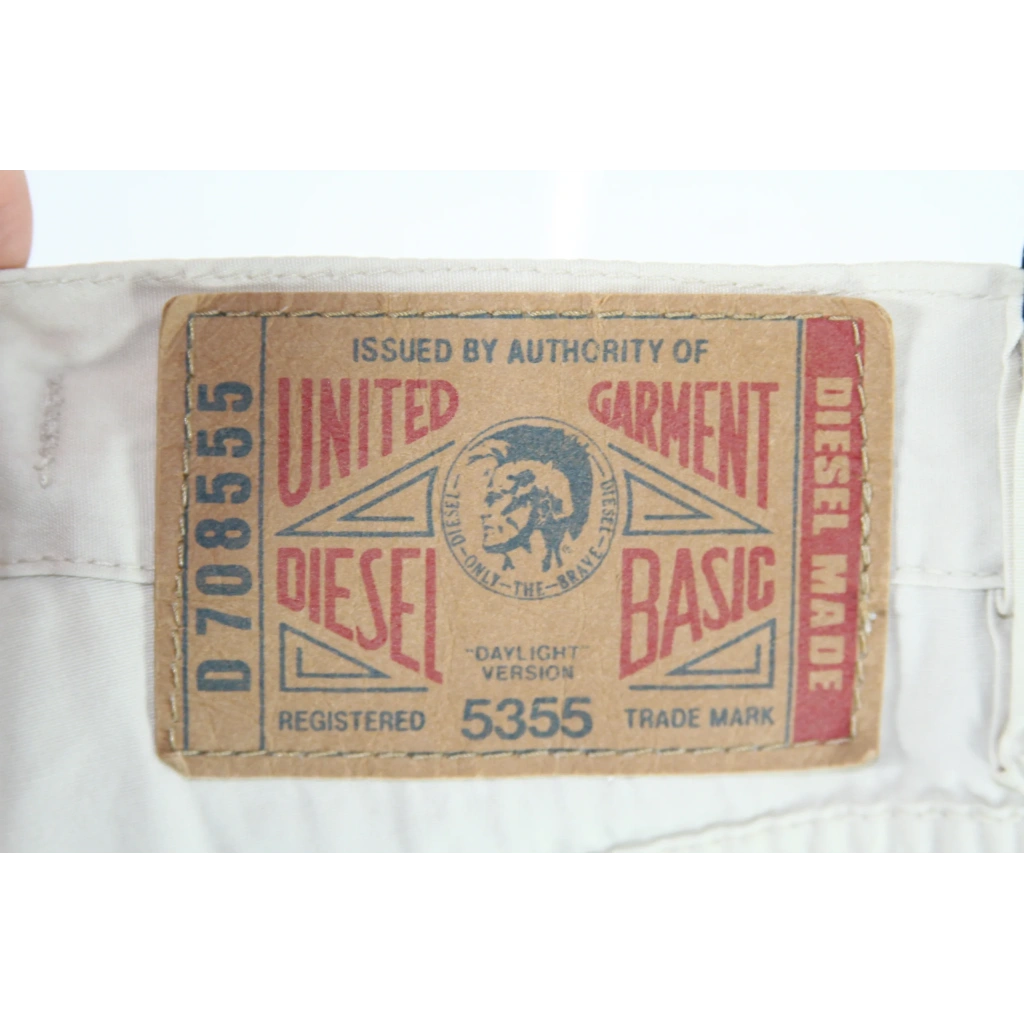 ISSUED BY AUTHORITY OF
UNITED GARMENT
DIESEL BASIC
DIESEL-ONLY-THE-BRAVE-DIESEL-
"DAYLIGHT"
VERSION
REGISTERED 5355 TRADE MARK
D708555
DIESEL MADE